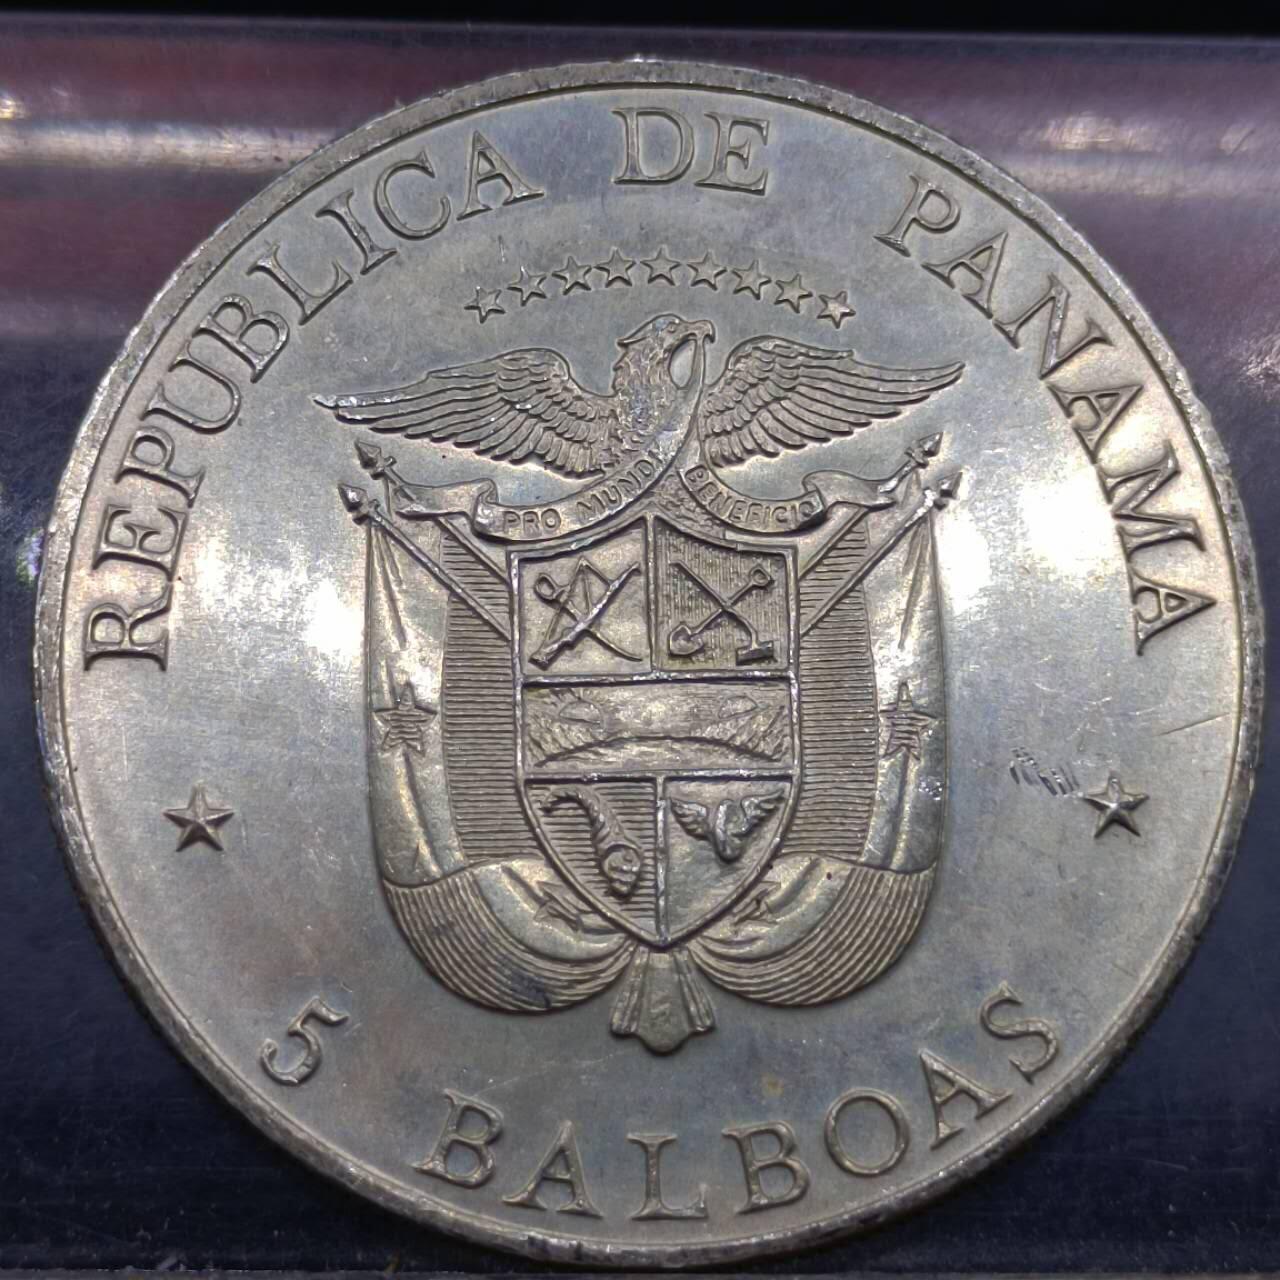 REPUBLICA DE PANAMA
PRO MUNDI BENEFICIO
5 BALBOAS